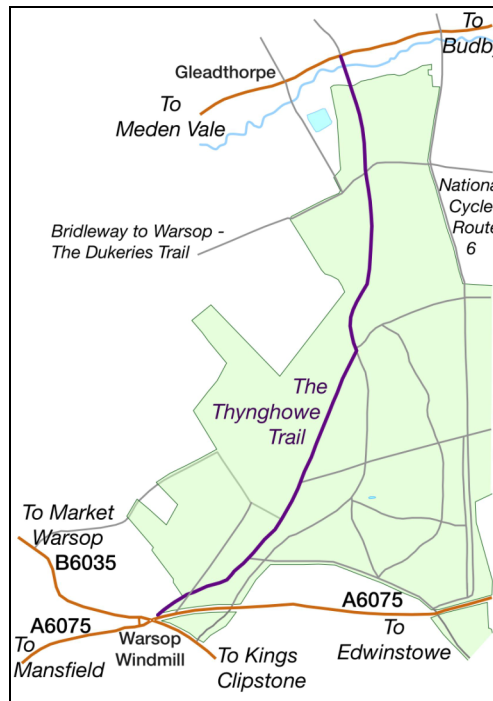 To
Budby
Gleadthorpe
To
Meden Vale
National
Cycle
Route
6
Bridleway to Warsop -
The Dukeries Trail
The
Thynghowe
Trail
To Market
Warsop
B6035
A6075
A6075
To
Mansfield
Warsop
Windmill
To
Edwinstowe
To Kings
Clipstone